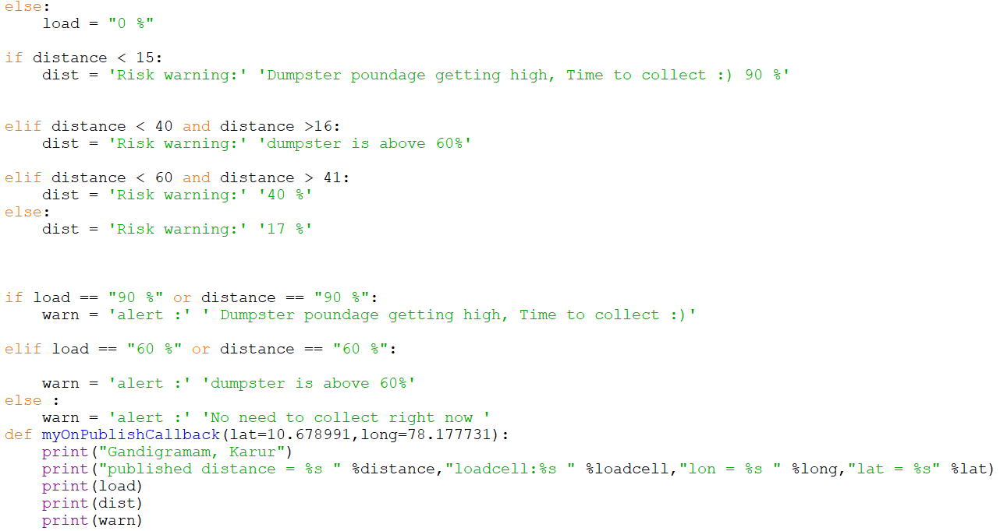 else:
    load = "0 %"
if distance < 15:
    dist = 'Risk warning:' 'Dumpster poundage getting high, Time to collect :) 90 %'
elif distance < 40 and distance >16:
    dist = 'Risk warning:' 'dumpster is above 60%'
elif distance < 60 and distance > 41:
    dist = 'Risk warning:' '40 %'
else:
    dist = 'Risk warning:' '17 %'
if load == "90 %" or distance == "90 %":
    warn = 'alert :' ' Dumpster poundage getting high, Time to collect :)'
elif load == "60 %" or distance == "60 %":
    warn = 'alert :' 'dumpster is above 60%'
else :
    warn = 'alert :' 'No need to collect right now '
def myOnPublishCallback(lat=10.678991,long=78.177731):
    print("Gandigramam, Karur")
    print("published distance = %s " %distance,"loadcell:%s " %loadcell,"lon = %s " %long,"lat = %s" %lat)
    print(load)
    print(dist)
    print(warn)